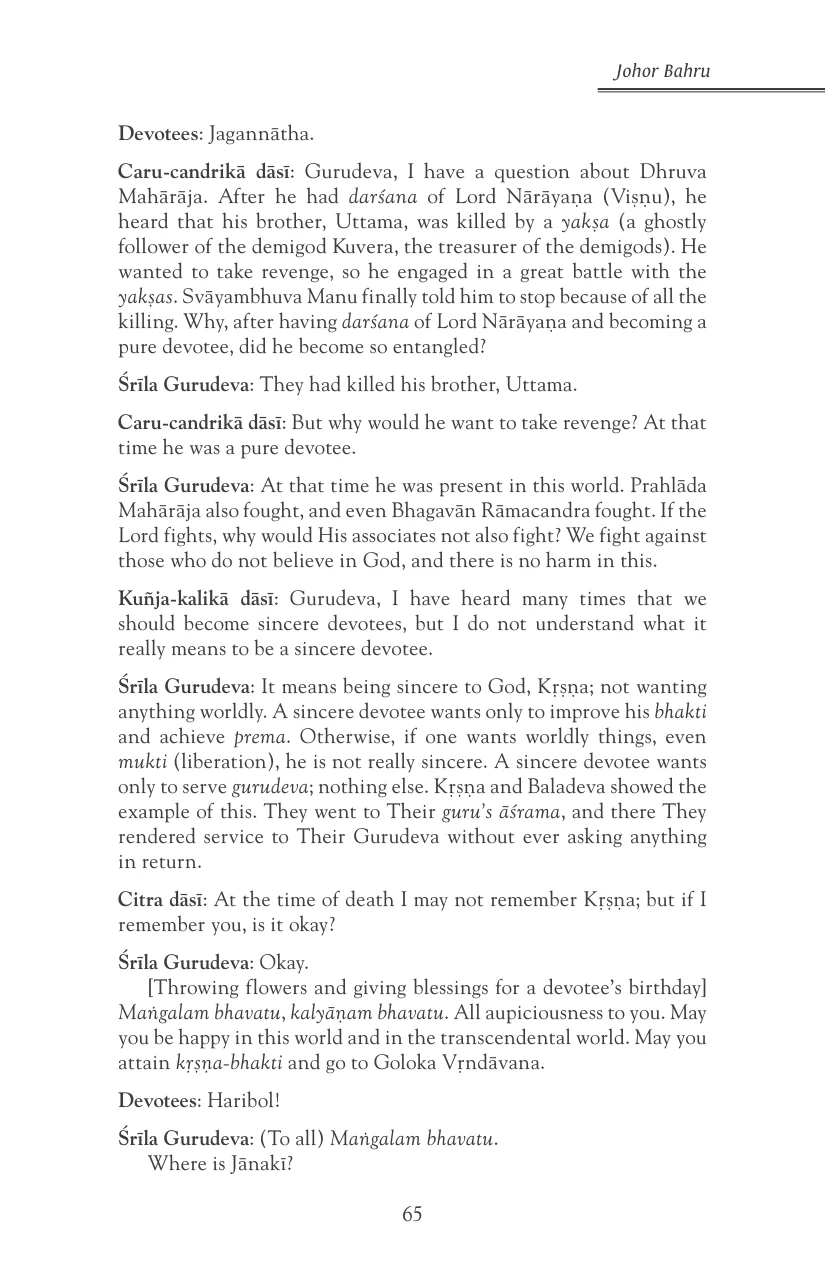 Johor Bahru
Devotees: Jagannātha.
Caru-candrikā dāsī: Gurudeva, I have a question about Dhruva
Mahārāja. After he had darśana of Lord Nārāyaṇa (Viṣṇu), he
heard that his brother, Uttama, was killed by a yakṣa (a ghostly
follower of the demigod Kuvera, the treasurer of the demigods). He
wanted to take revenge, so he engaged in a great battle with the
yakṣas. Svāyambhuva Manu finally told him to stop because of all the
killing. Why, after having darśana of Lord Nārāyaṇa and becoming a
pure devotee, did he become so entangled?
Śrīla Gurudeva: They had killed his brother, Uttama.
Caru-candrikā dāsī: But why would he want to take revenge? At that
time he was a pure devotee.
Śrīla Gurudeva: At that time he was present in this world. Prahlāda
Mahārāja also fought, and even Bhagavān Rāmacandra fought. If the
Lord fights, why would His associates not also fight? We fight against
those who do not believe in God, and there is no harm in this.
Kuñja-kalikā dāsī: Gurudeva, I have heard many times that we
should become sincere devotees, but I do not understand what it
really means to be a sincere devotee.
Śrīla Gurudeva: It means being sincere to God, Kṛṣṇa; not wanting
anything worldly. A sincere devotee wants only to improve his bhakti
and achieve prema. Otherwise, if one wants worldly things, even
mukti (liberation), he is not really sincere. A sincere devotee wants
only to serve gurudeva; nothing else. Kṛṣṇa and Baladeva showed the
example of this. They went to Their guru's āśrama, and there They
rendered service to Their Gurudeva without ever asking anything
in return.
Citra dāsī: At the time of death I may not remember Kṛṣṇa; but if I
remember you, is it okay?
Śrīla Gurudeva: Okay.
[Throwing flowers and giving blessings for a devotee's birthday]
Maṅgalam bhavatu, kalyāṇam bhavatu. All aupiciousness to you. May
you be happy in this world and in the transcendental world. May you
attain kṛṣṇa-bhakti and go to Goloka Vṛndāvana.
Devotees: Haribol!
Śrīla Gurudeva: (To all) Maṅgalam bhavatu.
Where is Jānakī?
65